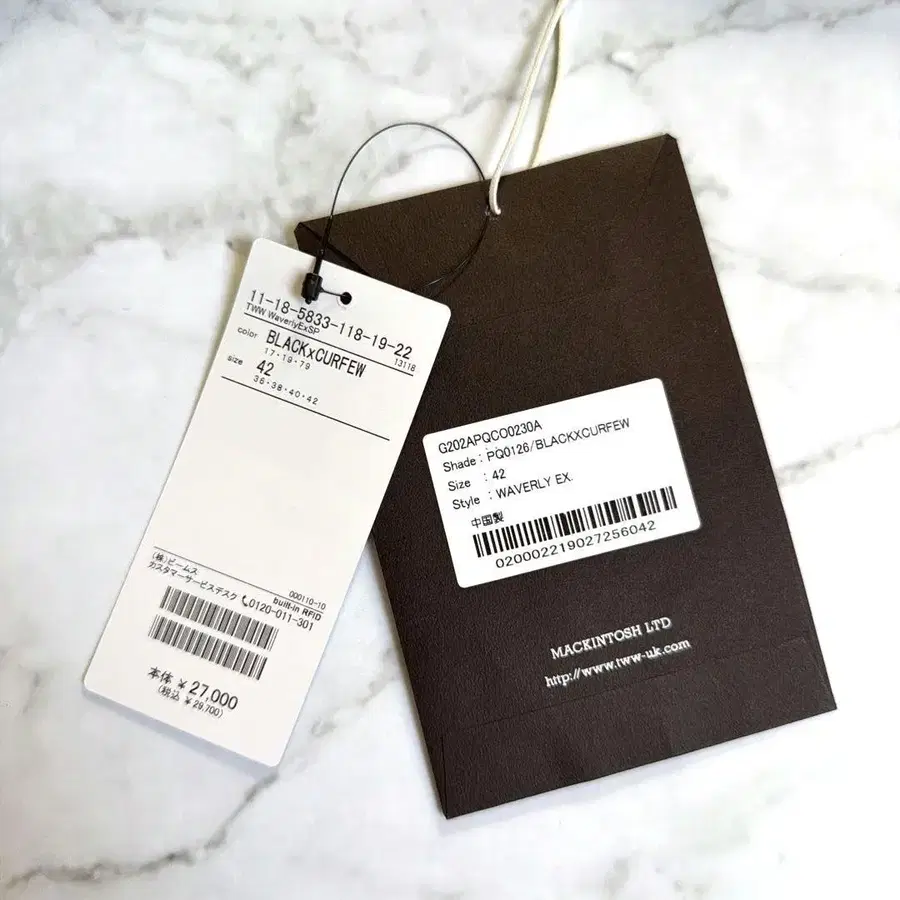 11-18-5833-118-19-22
TWW WaverlyExSP 13118
color BLACKxCURFEW
17・19・79
size 42
36・38・40・42
(株)ビームス 000110-10
カスタマーサービスデスク 0120-011-301
built-in RFID
本体 ¥27,000
(税込 ¥29,700)
G202APQCO0230A
Shade : PQ0126/BLACKXCURFEW
Size : 42
Style : WAVERLY EX.
中国製
020002219027256042
MACKINTOSH LTD
http://www.tww-uk.com